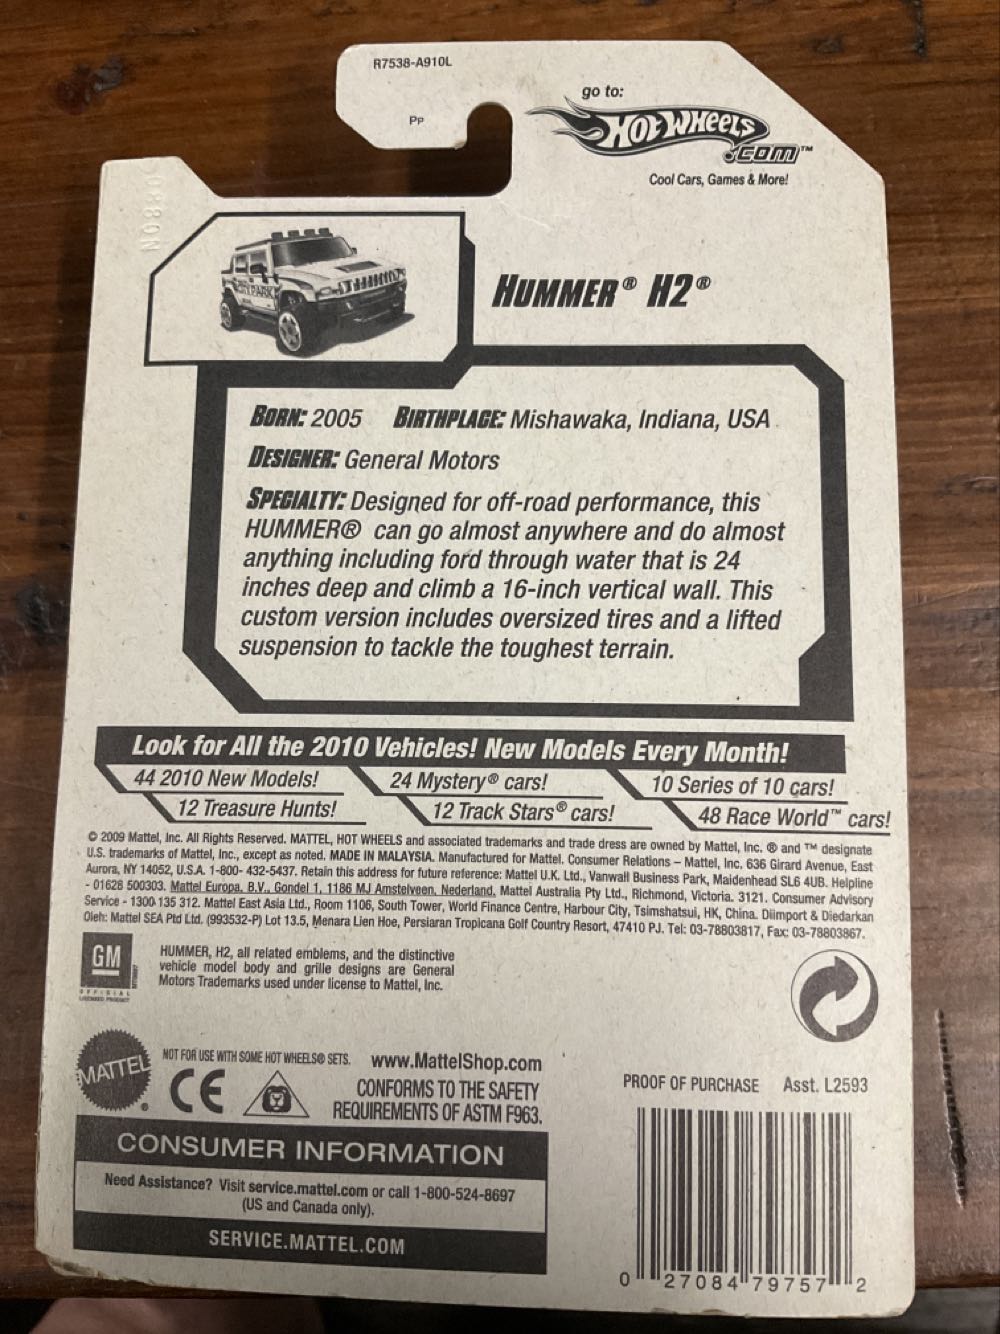 R7538-A910L
Pp
go to:
HOT WHEELS
.COM™
Cool Cars, Games & More!
HUMMER® H2®
BORN: 2005 BIRTHPLACE: Mishawaka, Indiana, USA
DESIGNER: General Motors
SPECIALTY: Designed for off-road performance, this
HUMMER® can go almost anywhere and do almost
anything including ford through water that is 24
inches deep and climb a 16-inch vertical wall. This
custom version includes oversized tires and a lifted
suspension to tackle the toughest terrain.
Look for All the 2010 Vehicles! New Models Every Month!
44 2010 New Models! 24 Mystery® cars! 10 Series of 10 cars!
12 Treasure Hunts! 12 Track Stars® cars! 48 Race World™ cars!
© 2009 Mattel, Inc. All Rights Reserved. MATTEL, HOT WHEELS and associated trademarks and trade dress are owned by Mattel, Inc. ® and ™ designate
U.S. trademarks of Mattel, Inc., except as noted. MADE IN MALAYSIA. Manufactured for Mattel. Consumer Relations – Mattel, Inc. 636 Girard Avenue, East
Aurora, NY 14052, U.S.A. 1-800- 432-5437. Retain this address for future reference: Mattel U.K. Ltd., Vanwall Business Park, Maidenhead SL6 4UB. Helpline
- 01628 500303. Mattel Europa, B.V., Gondel 1, 1186 MJ Amstelveen, Nederland. Mattel Australia Pty Ltd., Richmond, Victoria. 3121. Consumer Advisory
Service - 1300 135 312. Mattel East Asia Ltd., Room 1106, South Tower, World Finance Centre, Harbour City, Tsimshatsui, HK, China. Diimport & Diedarkan
Oleh: Mattel SEA Ptd Ltd. (993532-P) Lot 13.5, Menara Lien Hoe, Persiaran Tropicana Golf Country Resort, 47410 PJ. Tel: 03-78803817, Fax: 03-78803867.
GM
OFFICIAL
LICENSED PRODUCT
HUMMER, H2, all related emblems, and the distinctive
vehicle model body and grille designs are General
Motors Trademarks used under license to Mattel, Inc.
MATTEL®
NOT FOR USE WITH SOME HOT WHEELS® SETS. www.MattelShop.com
CE
CONFORMS TO THE SAFETY
REQUIREMENTS OF ASTM F963.
PROOF OF PURCHASE Asst. L2593
CONSUMER INFORMATION
Need Assistance? Visit service.mattel.com or call 1-800-524-8697
(US and Canada only).
SERVICE.MATTEL.COM
0 27084 79757 2